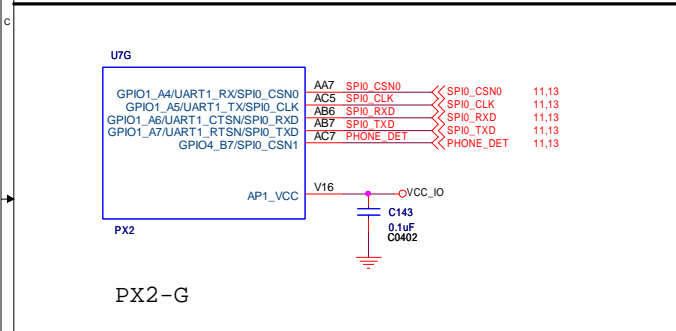 C
U7G
GPIO1_A4/UART1_RX/SPI0_CSN0 AA7 SPI0_CSN0 SPI0_CSN0 11,13
GPIO1_A5/UART1_TX/SPI0_CLK AC5 SPI0_CLK SPI0_CLK 11,13
GPIO1_A6/UART1_CTSN/SPI0_RXD AB6 SPI0_RXD SPI0_RXD 11,13
GPIO1_A7/UART1_RTSN/SPI0_TXD AB7 SPI0_TXD SPI0_TXD 11,13
GPIO4_B7/SPI0_CSN1 AC7 PHONE_DET PHONE_DET 11,13
AP1_VCC V16 VCC_IO
C143
0.1uF
C0402
PX2
PX2-G